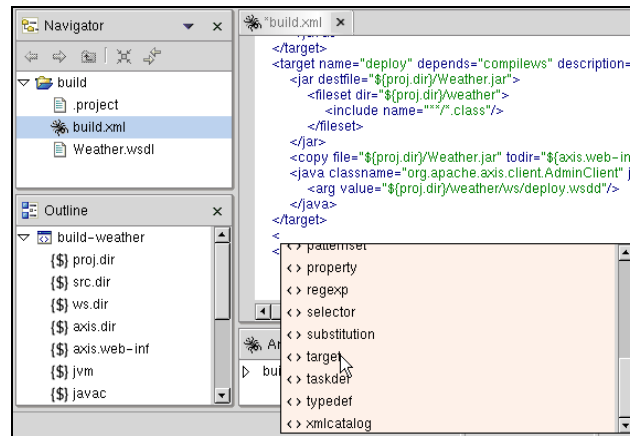 Navigator
build
.project
build.xml
Weather.wsdl
Outline
build-weather
{$} proj.dir
{$} src.dir
{$} ws.dir
{$} axis.dir
{$} axis.web-inf
{$} jvm
{$} javac
*build.xml
</target>
<target name="deploy" depends="compilews" description=
<jar destfile="${proj.dir}/Weather.jar">
<fileset dir="${proj.dir}/weather">
<include name="**/*.class"/>
</fileset>
</jar>
<copy file="${proj.dir}/Weather.jar" todir="${axis.web-inf
<java classname="org.apache.axis.client.AdminClient" j
<arg value="${proj.dir}/weather/ws/deploy.wsdd"/>
</java>
</target>
<
<
<> patternset
<> property
<> regexp
<> selector
<> substitution
<> target
<> taskdef
<> typedef
<> xmlcatalog